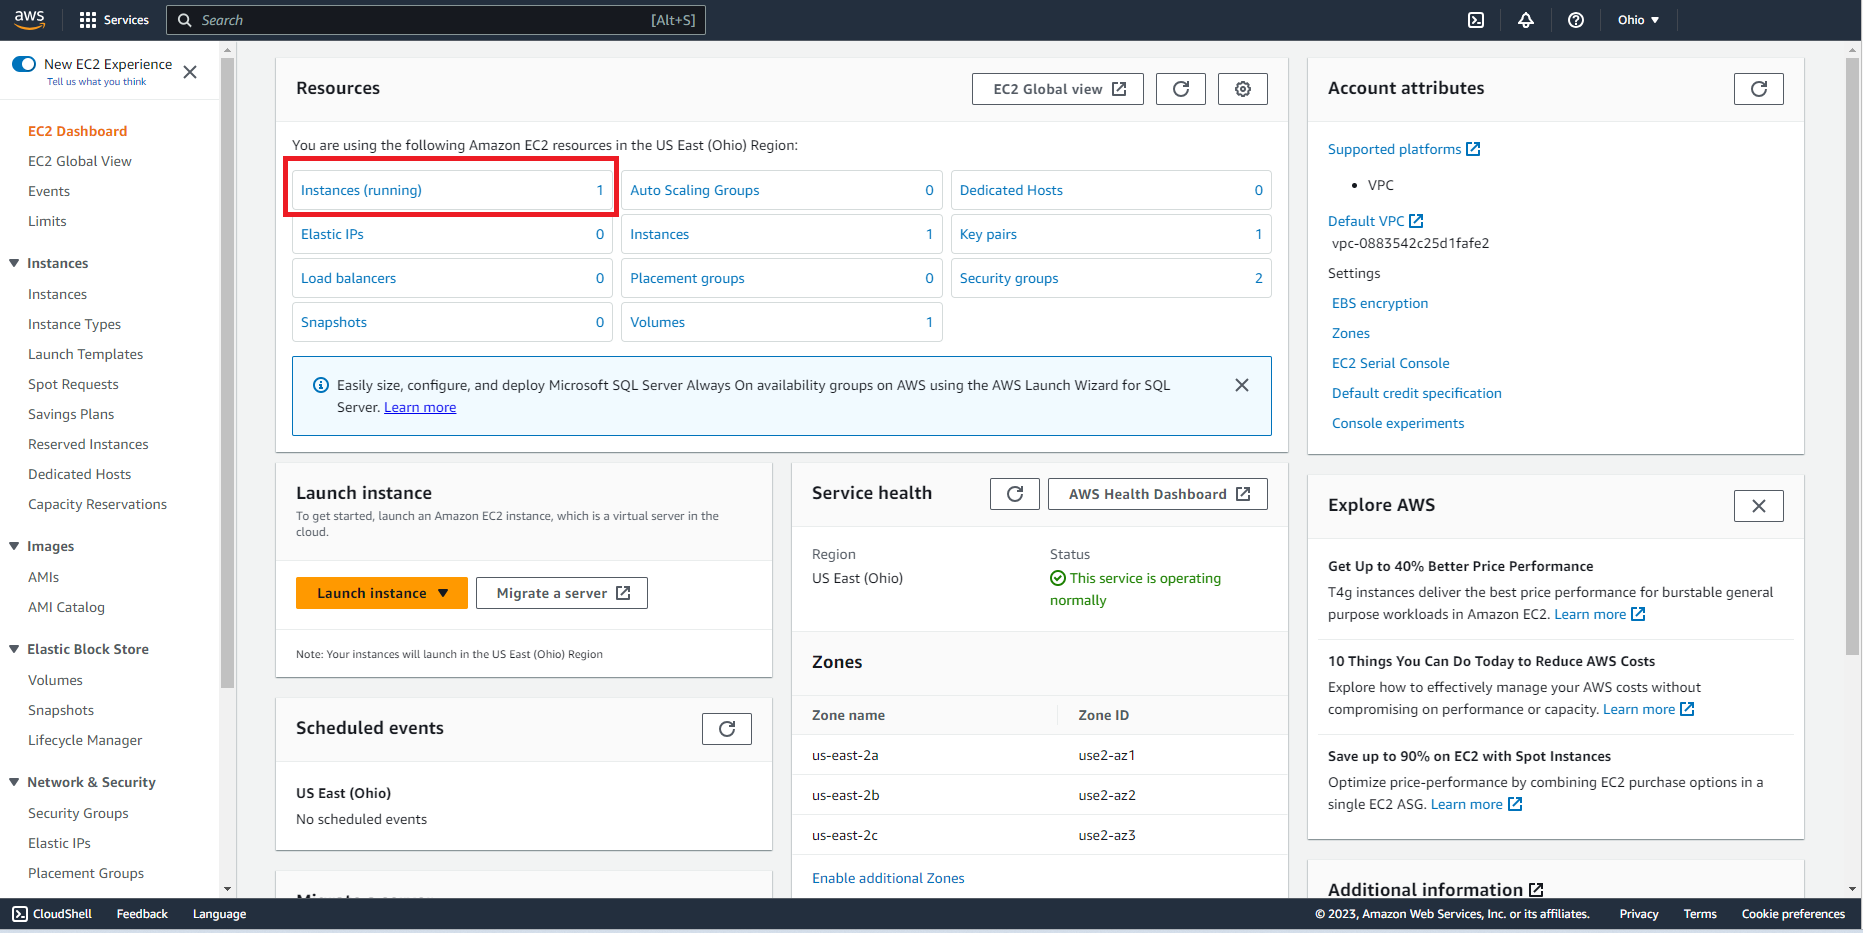 aws
Services
Search
[Alt+S]
Ohio
New EC2 Experience
Tell us what you think
EC2 Dashboard
EC2 Global View
Events
Limits
Instances
Instances
Instance Types
Launch Templates
Spot Requests
Savings Plans
Reserved Instances
Dedicated Hosts
Capacity Reservations
Images
AMIs
AMI Catalog
Elastic Block Store
Volumes
Snapshots
Lifecycle Manager
Network & Security
Security Groups
Elastic IPs
Placement Groups
Resources
EC2 Global view
You are using the following Amazon EC2 resources in the US East (Ohio) Region:
Instances (running) 1
Auto Scaling Groups 0
Dedicated Hosts 0
Elastic IPs 0
Instances 1
Key pairs 1
Load balancers 0
Placement groups 0
Security groups 2
Snapshots 0
Volumes 1
Easily size, configure, and deploy Microsoft SQL Server Always On availability groups on AWS using the AWS Launch Wizard for SQL
Server. Learn more
Launch instance
To get started, launch an Amazon EC2 instance, which is a virtual server in the
cloud.
Launch instance
Migrate a server
Note: Your instances will launch in the US East (Ohio) Region
Scheduled events
US East (Ohio)
No scheduled events
Service health
AWS Health Dashboard
Region
US East (Ohio)
Status
This service is operating
normally
Zones
Zone name
Zone ID
us-east-2a
use2-az1
us-east-2b
use2-az2
us-east-2c
use2-az3
Enable additional Zones
Account attributes
Supported platforms
• VPC
Default VPC
vpc-0883542c25d1fafe2
Settings
EBS encryption
Zones
EC2 Serial Console
Default credit specification
Console experiments
Explore AWS
Get Up to 40% Better Price Performance
T4g instances deliver the best price performance for burstable general
purpose workloads in Amazon EC2. Learn more
10 Things You Can Do Today to Reduce AWS Costs
Explore how to effectively manage your AWS costs without
compromising on performance or capacity. Learn more
Save up to 90% on EC2 with Spot Instances
Optimize price-performance by combining EC2 purchase options in a
single EC2 ASG. Learn more
Additional information
CloudShell
Feedback
Language
© 2023, Amazon Web Services, Inc. or its affiliates.
Privacy
Terms
Cookie preferences